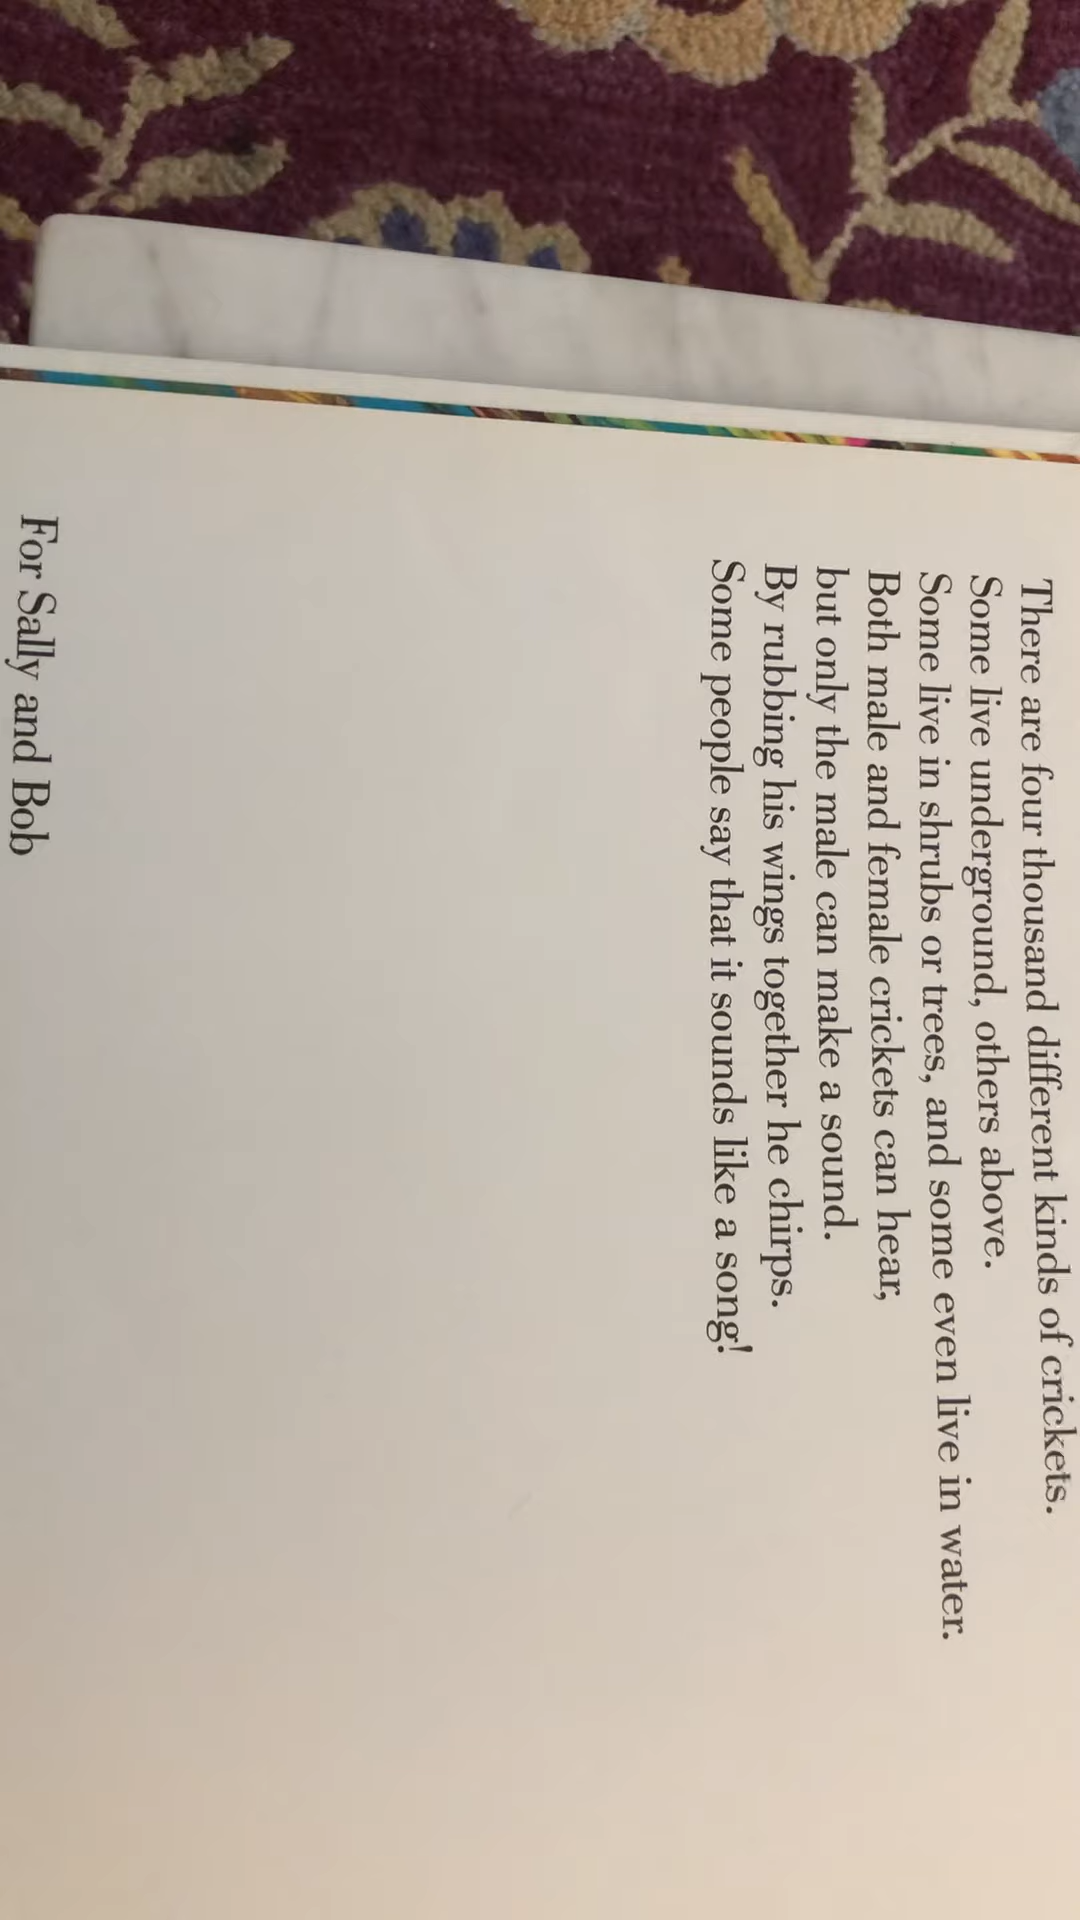 There are four thousand different kinds of crickets.
Some live underground, others above.
Some live in shrubs or trees, and some even live in water.
Both male and female crickets can hear,
but only the male can make a sound.
By rubbing his wings together he chirps.
Some people say that it sounds like a song!
For Sally and Bob